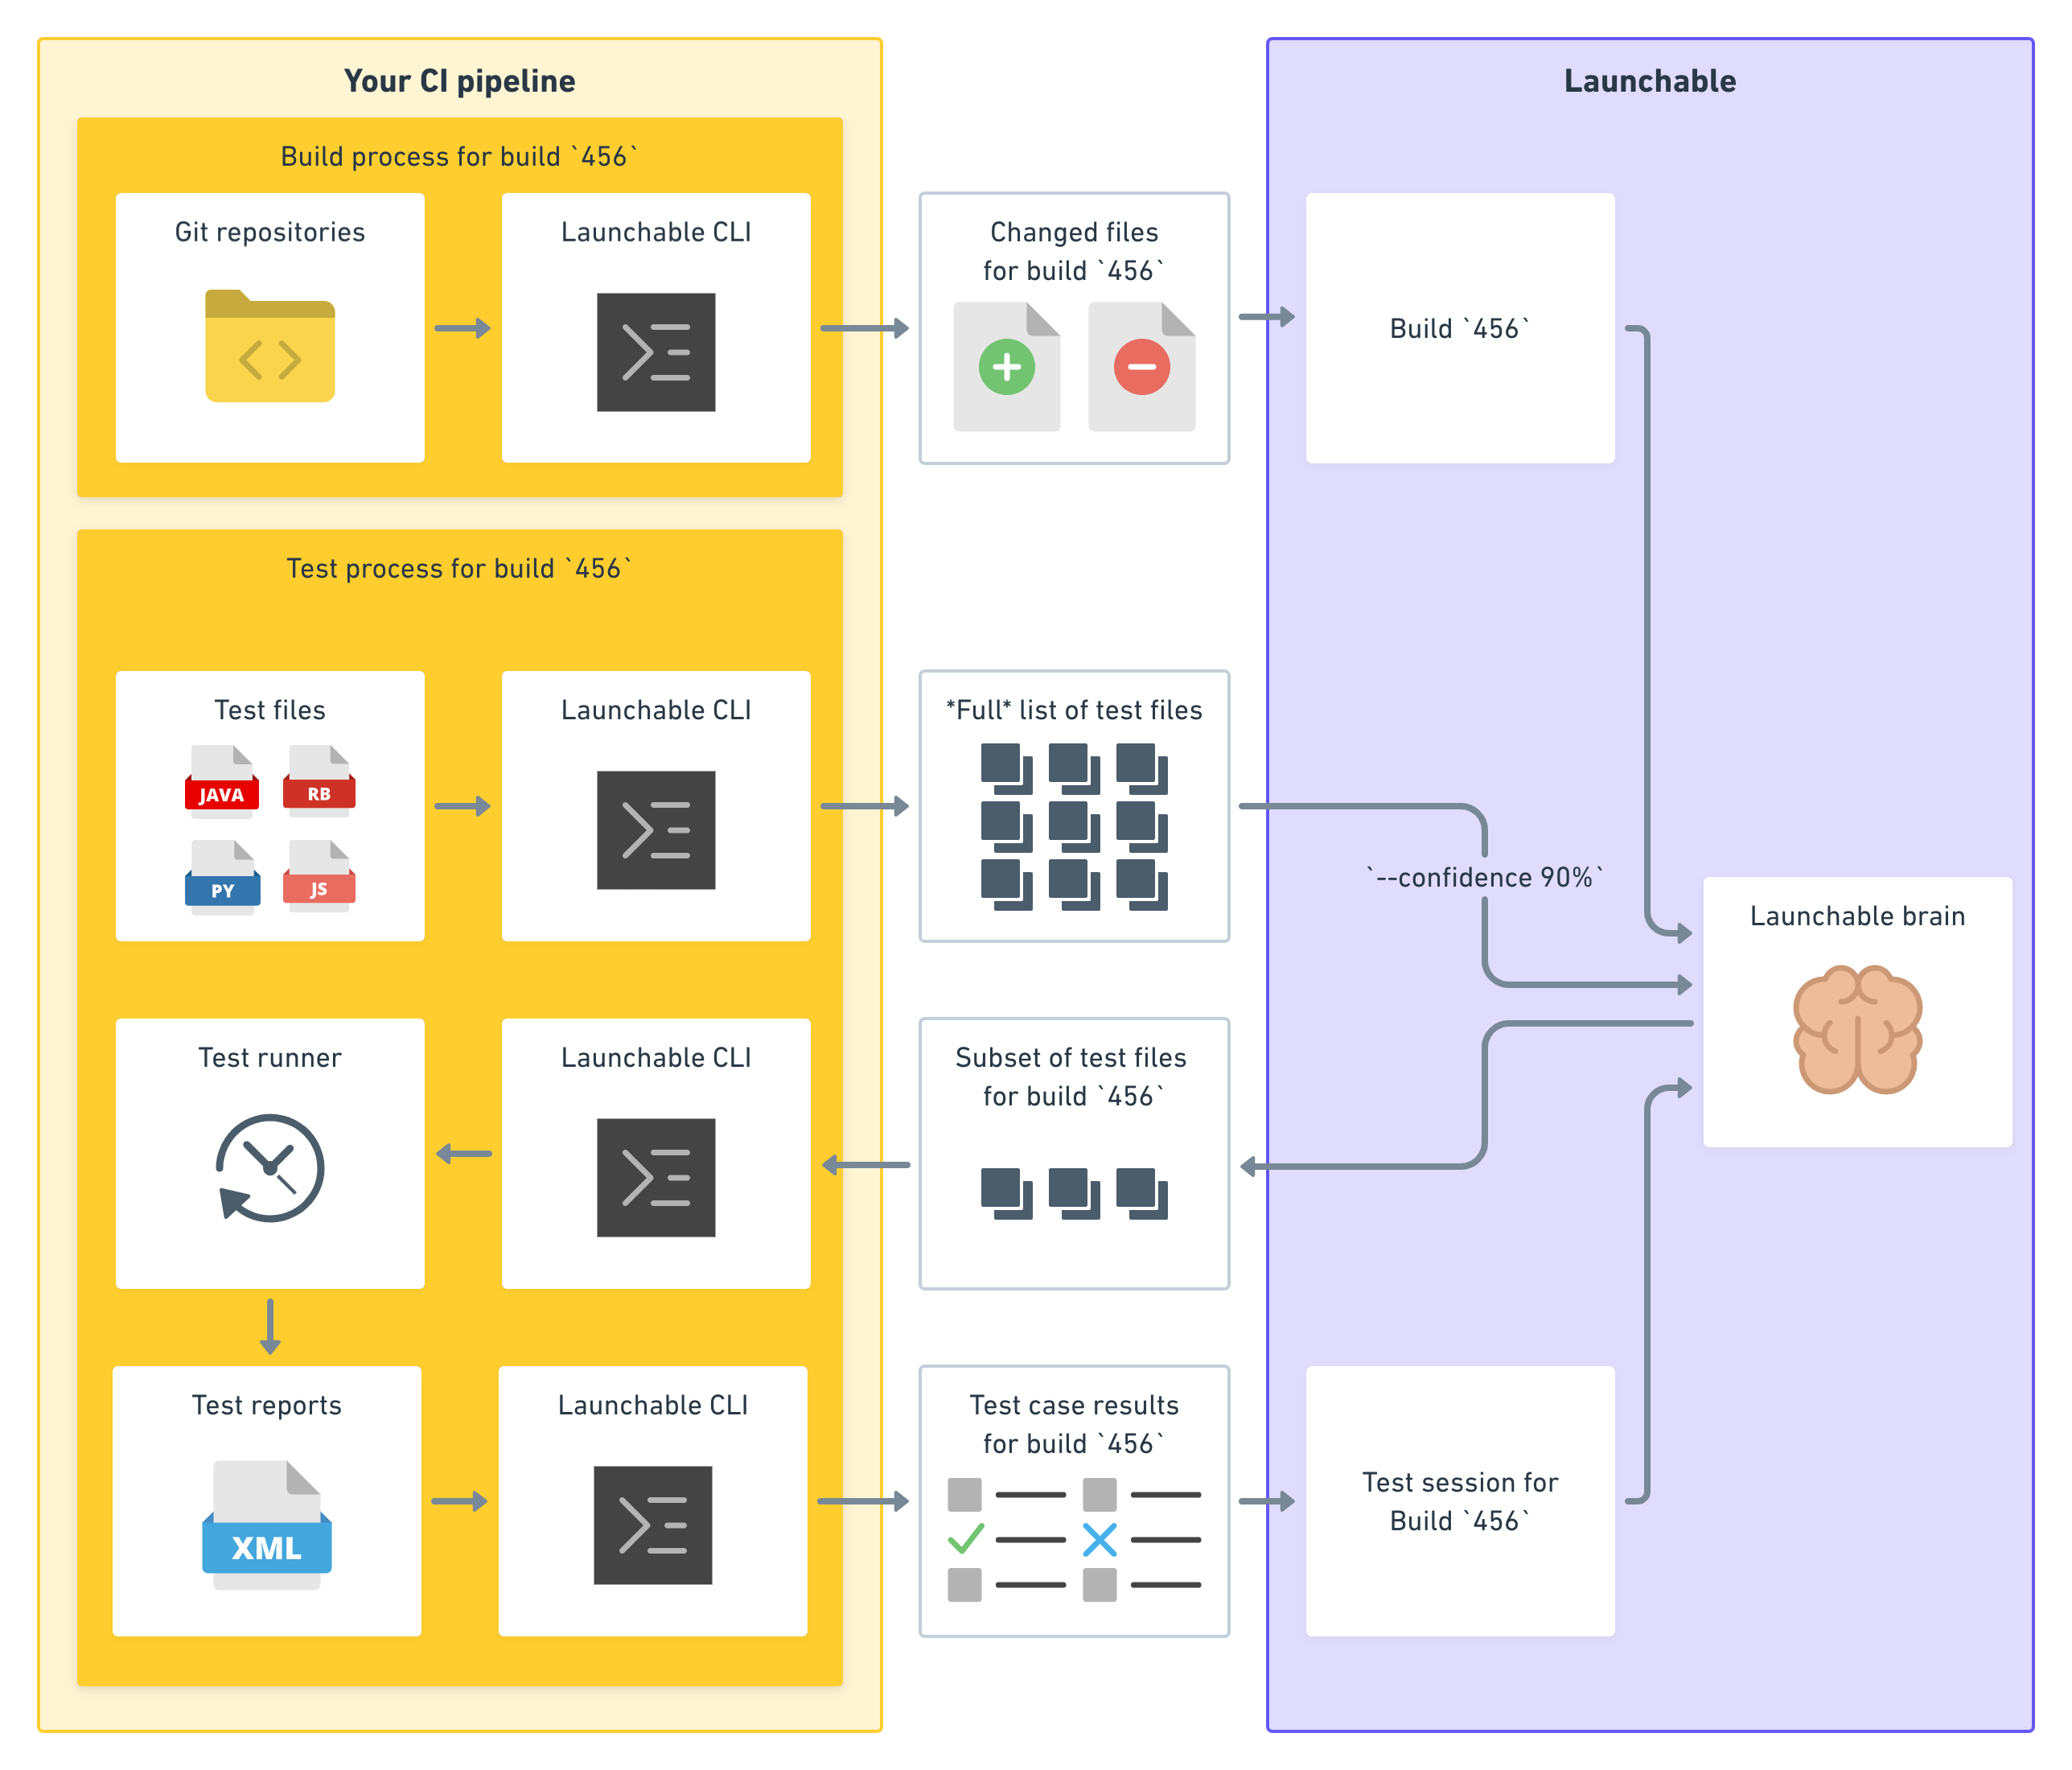 Your CI pipeline
Build process for build `456`
Git repositories
Launchable CLI
Changed files
for build `456`
Launchable
Build `456`
Test process for build `456`
Test files
JAVA
RB
PY
JS
Launchable CLI
*Full* list of test files
`--confidence 90%`
Launchable brain
Test runner
Launchable CLI
Subset of test files
for build `456`
Test reports
XML
Launchable CLI
Test case results
for build `456`
Test session for
Build `456`